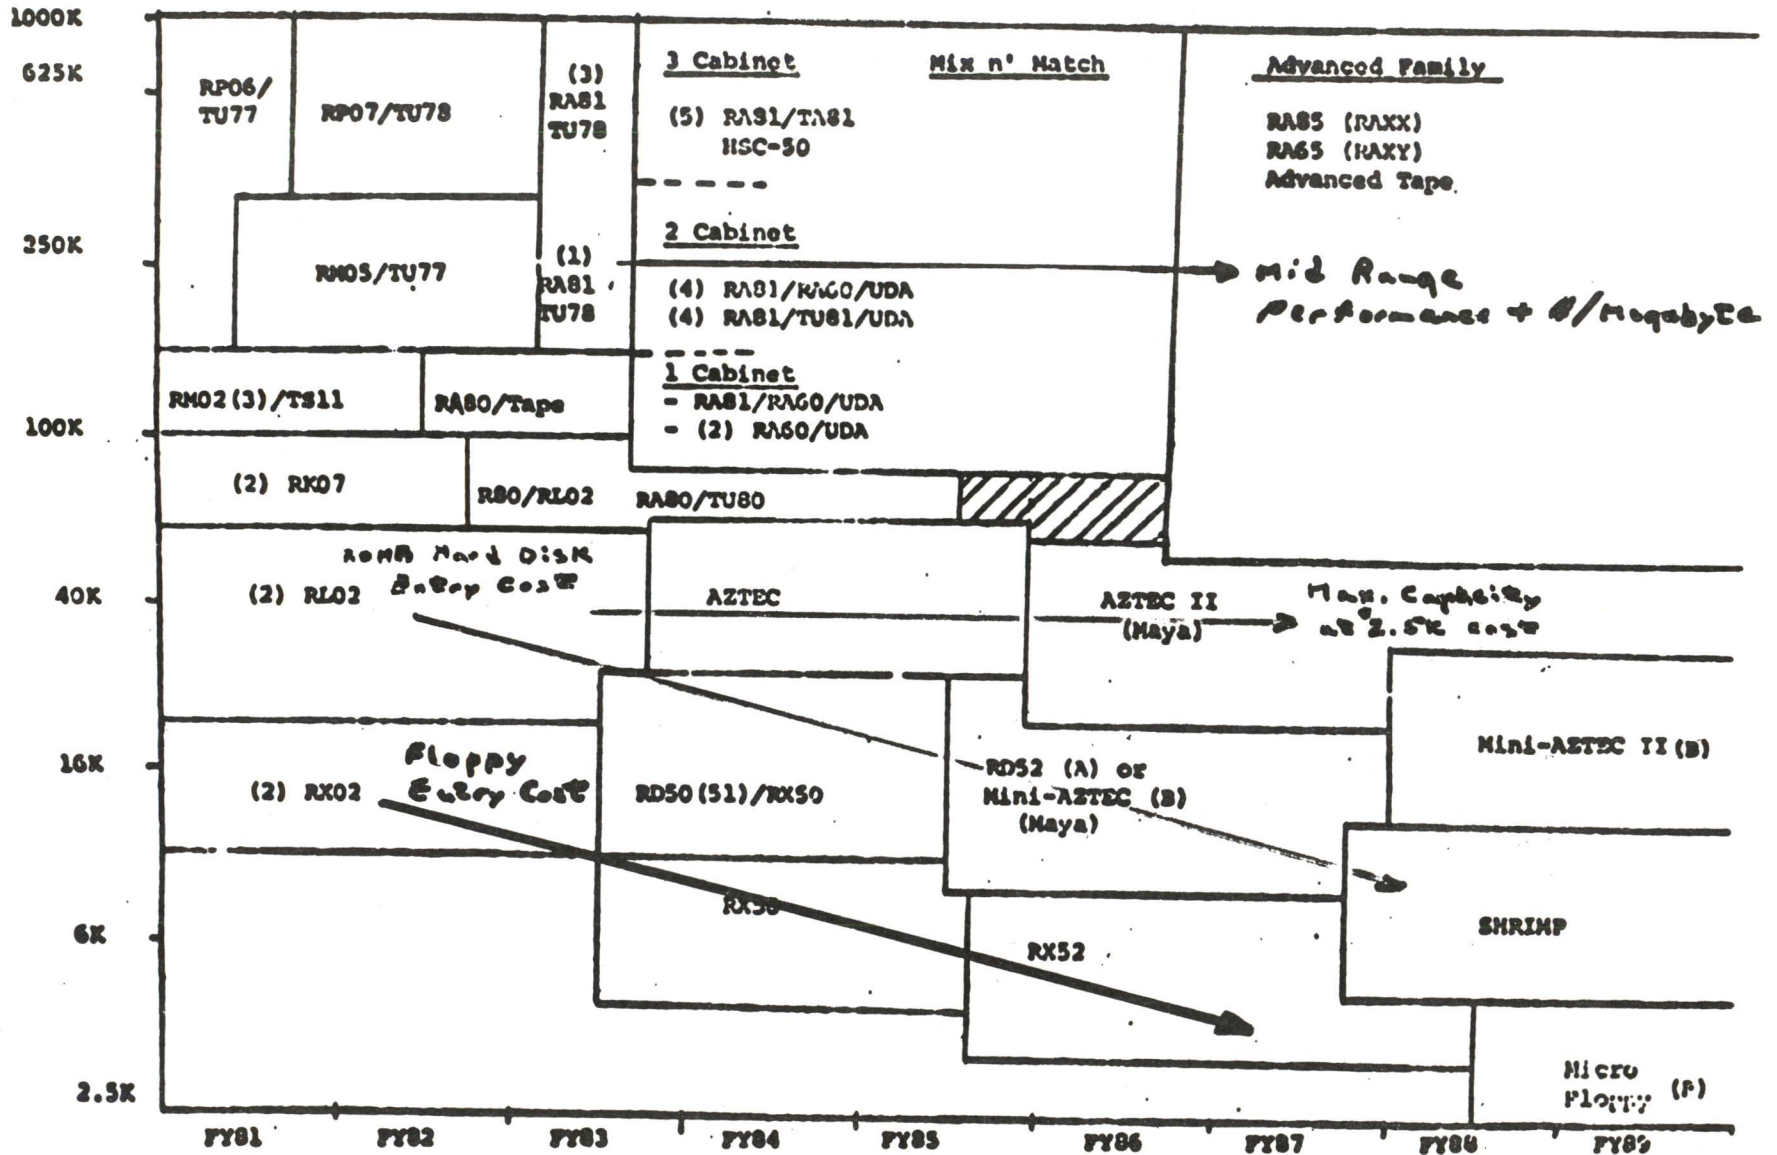 1000K
625K
250K
100K
40K
16K
6K
2.5K
RP06/
TU77
RP07/TU78
(3)
RA81
TU78
3 Cabinet
Mix n' Match
(5) RA81/TA81
HSC-50
Advanced Family
RA85 (RAXX)
RA65 (RAXY)
Advanced Tape
RM05/TU77
(1)
RA81
TU78
2 Cabinet
(4) RA81/RA60/UDA
(4) RA81/TU81/UDA
Mid Range
Performance + $/Megabyte
RM02(3)/TS11
RA80/Tape
1 Cabinet
- RA81/RA60/UDA
- (2) RA60/UDA
(2) RK07
R80/RL02
RA80/TU80
Hard Disk
Entry Cost
(2) RL02
AZTEC
AZTEC II
(Maya)
Max. Capacity
at $2.5K cost
Floppy
Entry Cost
(2) RX02
RD50(51)/RX50
RD52 (A) or
Mini-AZTEC (B)
(Maya)
Mini-AZTEC II(B)
RX50
RX52
SHRIMP
Micro
Floppy
FY81
FY82
FY83
FY84
FY85
FY86
FY87
FY88
FY89